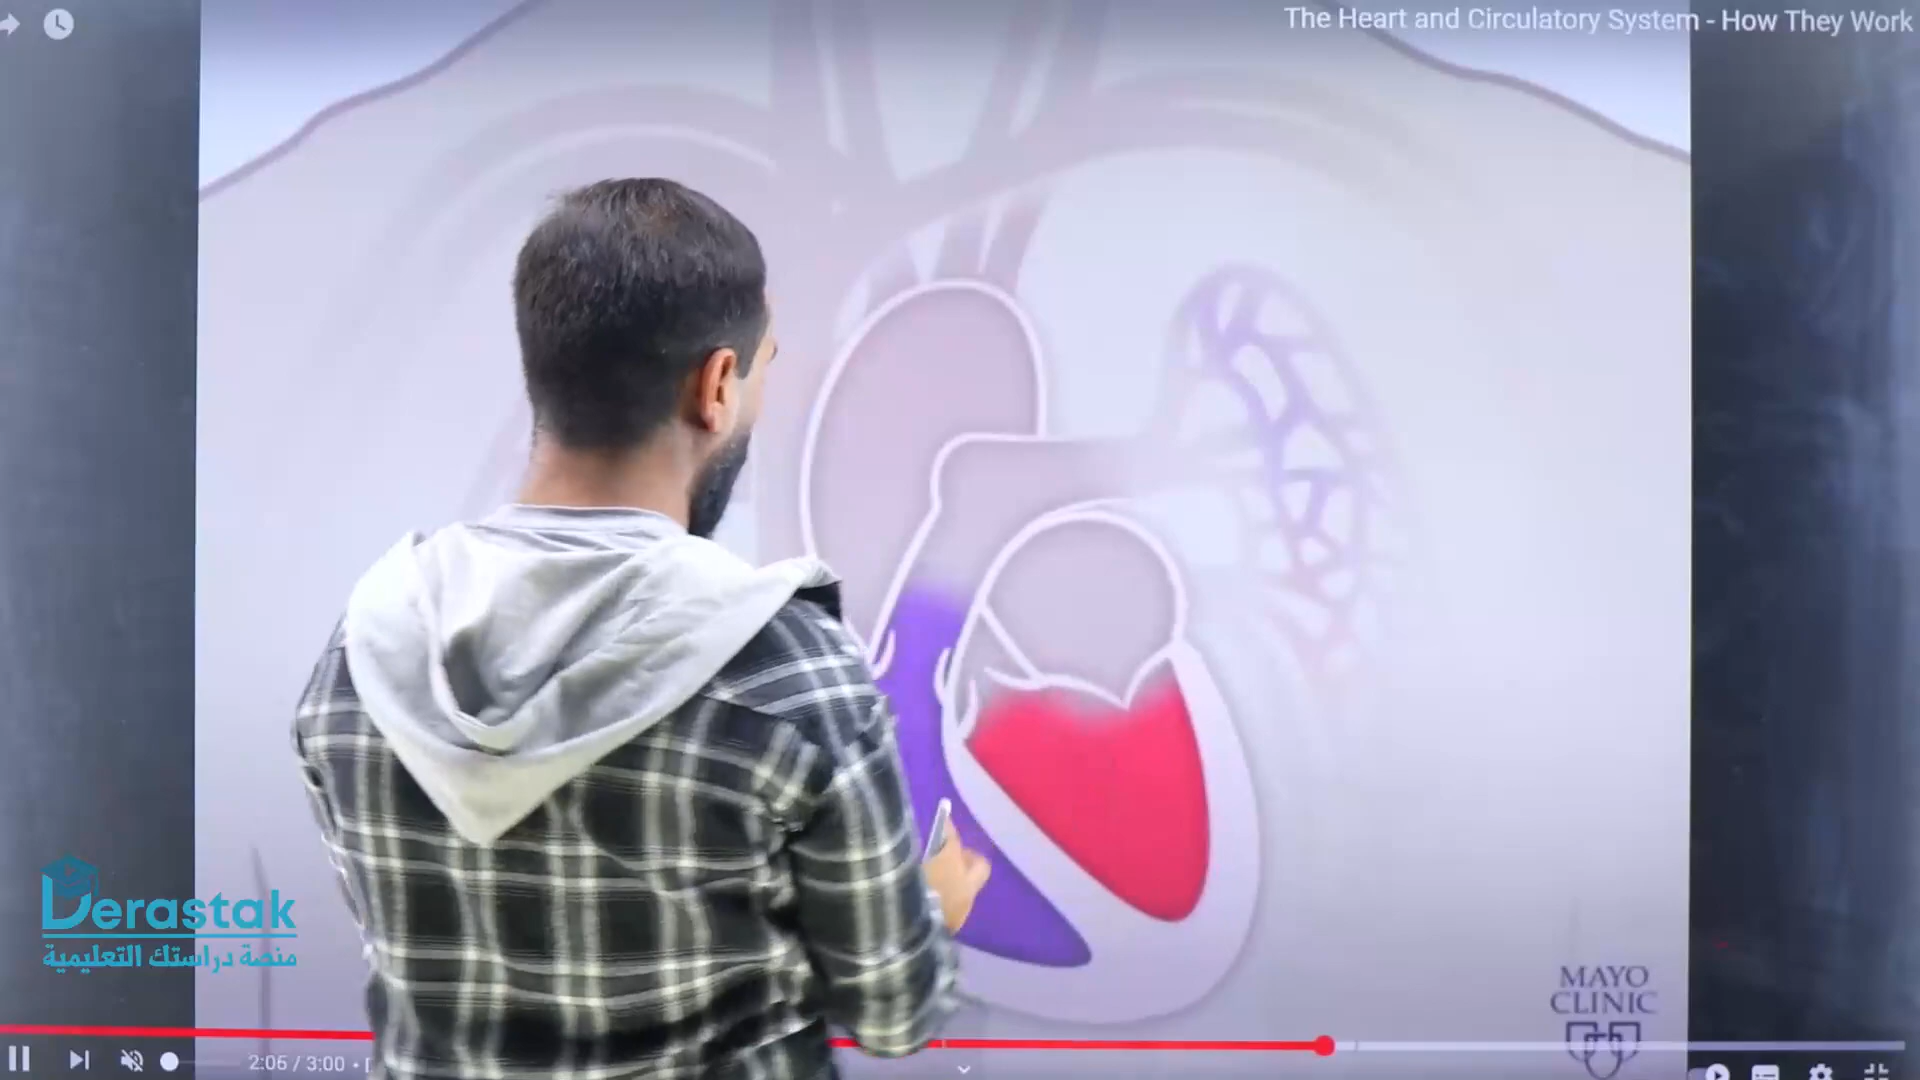 The Heart and Circulatory System - How They Work
Derastak
منصة دراستك التعليمية
MAYO
CLINIC
2:06 / 3:00